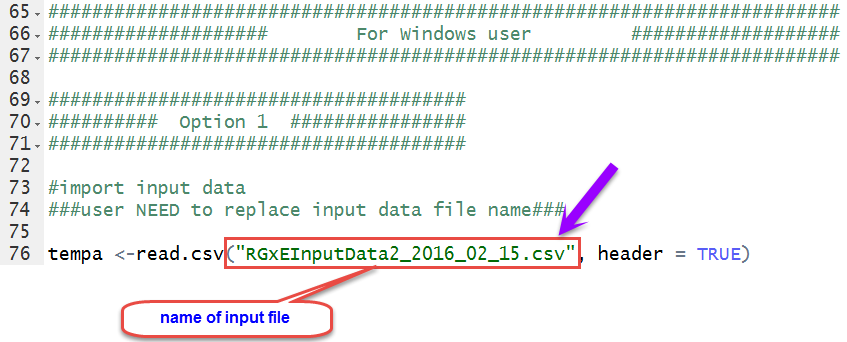 65 ########################################################################
66 ####################        For Windows user         ###################
67 ########################################################################
68
69 ######################################
70 ##########  Option 1  ###############
71 ######################################
72
73 #import input data
74 ###user NEED to replace input data file name###
75
76 tempa <-read.csv("RGxEInputData2_2016_02_15.csv", header = TRUE)
name of input file